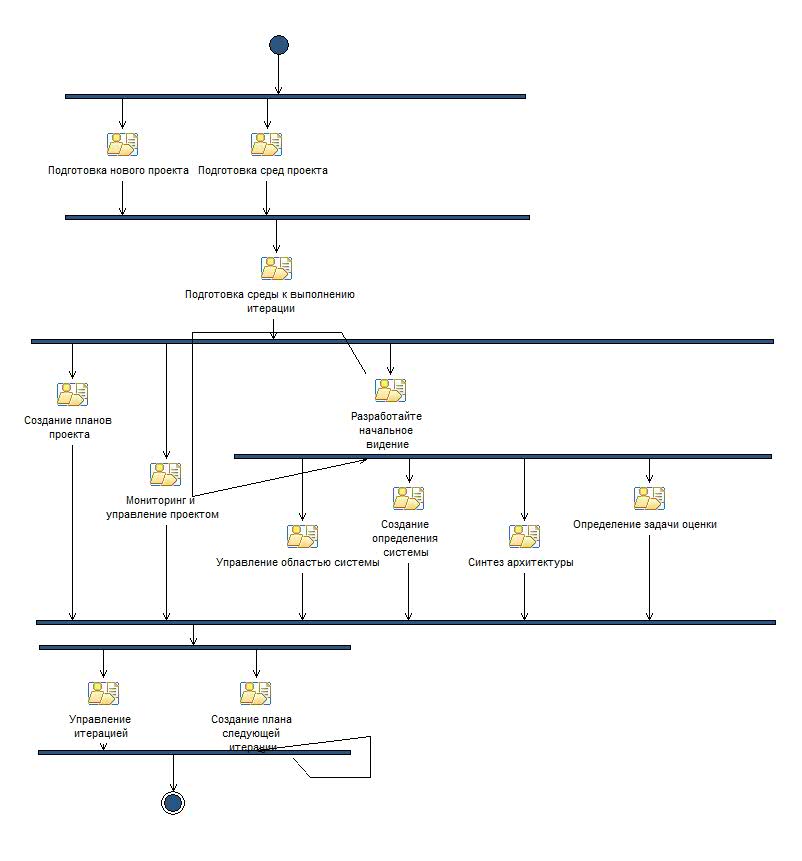 Подготовка нового проекта
Подготовка сред проекта
Подготовка среды к выполнению
итерации
Создание планов
проекта
Разработайте
начальное
видение
Мониторинг и
управление проектом
Управление областью системы
Создание
определения
системы
Синтез архитектуры
Определение задачи оценки
Управление
итерацией
Создание плана
следующей
итерации